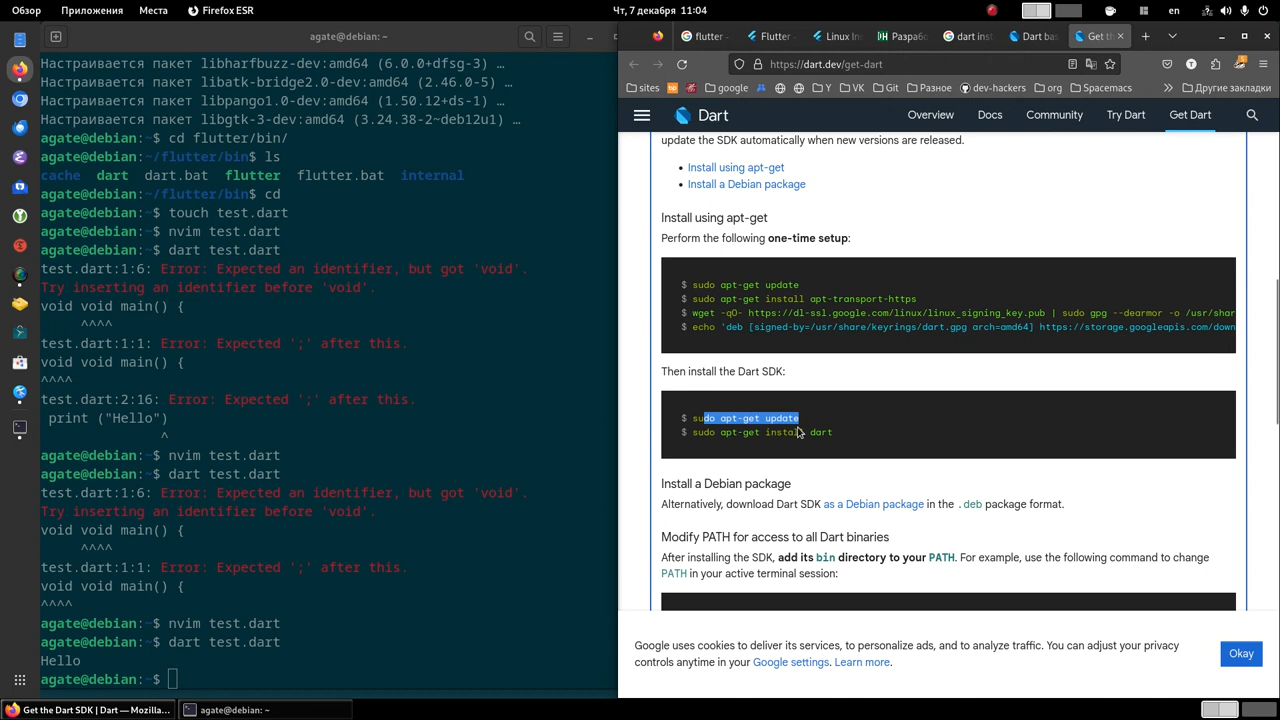 Обзор Приложения Места Firefox ESR Чт, 7 декабря 11:04 en
agate@debian: ~
Настраивается пакет libharfbuzz-dev:amd64 (6.0.0+dfsg-3) …
Настраивается пакет libatk-bridge2.0-dev:amd64 (2.46.0-5) …
Настраивается пакет libpango1.0-dev:amd64 (1.50.12+ds-1) …
Настраивается пакет libgtk-3-dev:amd64 (3.24.38-2~deb12u1) …
agate@debian:~$ cd flutter/bin/
agate@debian:~/flutter/bin$ ls
cache dart dart.bat flutter flutter.bat internal
agate@debian:~/flutter/bin$ cd
agate@debian:~$ touch test.dart
agate@debian:~$ nvim test.dart
agate@debian:~$ dart test.dart
test.dart:1:6: Error: Expected an identifier, but got 'void'.
Try inserting an identifier before 'void'.
void void main() {
^^^^
test.dart:1:1: Error: Expected ';' after this.
void void main() {
^^^^
test.dart:2:16: Error: Expected ';' after this.
print ("Hello")
^
agate@debian:~$ nvim test.dart
agate@debian:~$ dart test.dart
test.dart:1:6: Error: Expected an identifier, but got 'void'.
Try inserting an identifier before 'void'.
void void main() {
^^^^
test.dart:1:1: Error: Expected ';' after this.
void void main() {
^^^^
agate@debian:~$ nvim test.dart
agate@debian:~$ dart test.dart
Hello
agate@debian:~$
flutter Flutter Linux Ins Разрабо dart inst Dart bas Get th
https://dart.dev/get-dart
sites google Y VK Git Разное dev-hackers org Spacemacs Другие закладки
Dart Overview Docs Community Try Dart Get Dart
update the SDK automatically when new versions are released.
• Install using apt-get
• Install a Debian package
Install using apt-get
Perform the following one-time setup:
$ sudo apt-get update
$ sudo apt-get install apt-transport-https
$ wget -qO- https://dl-ssl.google.com/linux/linux_signing_key.pub | sudo gpg --dearmor -o /usr/shar
$ echo 'deb [signed-by=/usr/share/keyrings/dart.gpg arch=amd64] https://storage.googleapis.com/down
Then install the Dart SDK:
$ sudo apt-get update
$ sudo apt-get install dart
Install a Debian package
Alternatively, download Dart SDK as a Debian package in the .deb package format.
Modify PATH for access to all Dart binaries
After installing the SDK, add its bin directory to your PATH. For example, use the following command to change
PATH in your active terminal session:
Google uses cookies to deliver its services, to personalize ads, and to analyze traffic. You can adjust your privacy
controls anytime in your Google settings. Learn more.
Okay
Get the Dart SDK | Dart — Mozilla... agate@debian: ~